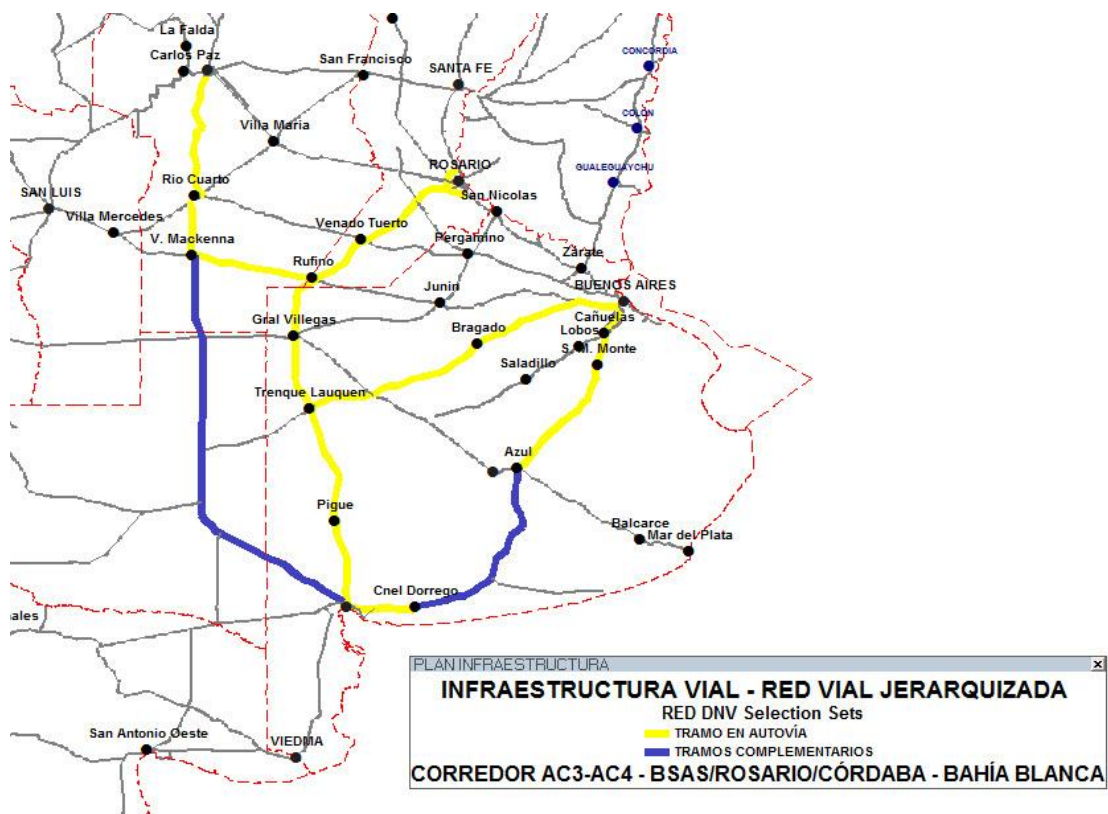 La Falda
Carlos Paz
San Francisco
SANTA FE
CONCORDIA
COLON
Villa Maria
GUALEGUAYCHU
ROSARIO
Rio Cuarto
San Nicolas
SAN LUIS
Villa Mercedes
Venado Tuerto
V. Mackenna
Pergamino
Zárate
Rufino
BUENOS AIRES
Junin
Gral Villegas
Cañuelas
Bragado
Lobos
S. M. Monte
Saladillo
Trenque Lauquen
Azul
Pigue
Balcarce
Mar del Plata
Cnel Dorrego
ales
San Antonio Oeste
VIEDMA
PLAN INFRAESTRUCTURA
INFRAESTRUCTURA VIAL - RED VIAL JERARQUIZADA
RED DNV Selection Sets
TRAMO EN AUTOVÍA
TRAMOS COMPLEMENTARIOS
CORREDOR AC3-AC4 - BSAS/ROSARIO/CÓRDABA - BAHÍA BLANCA